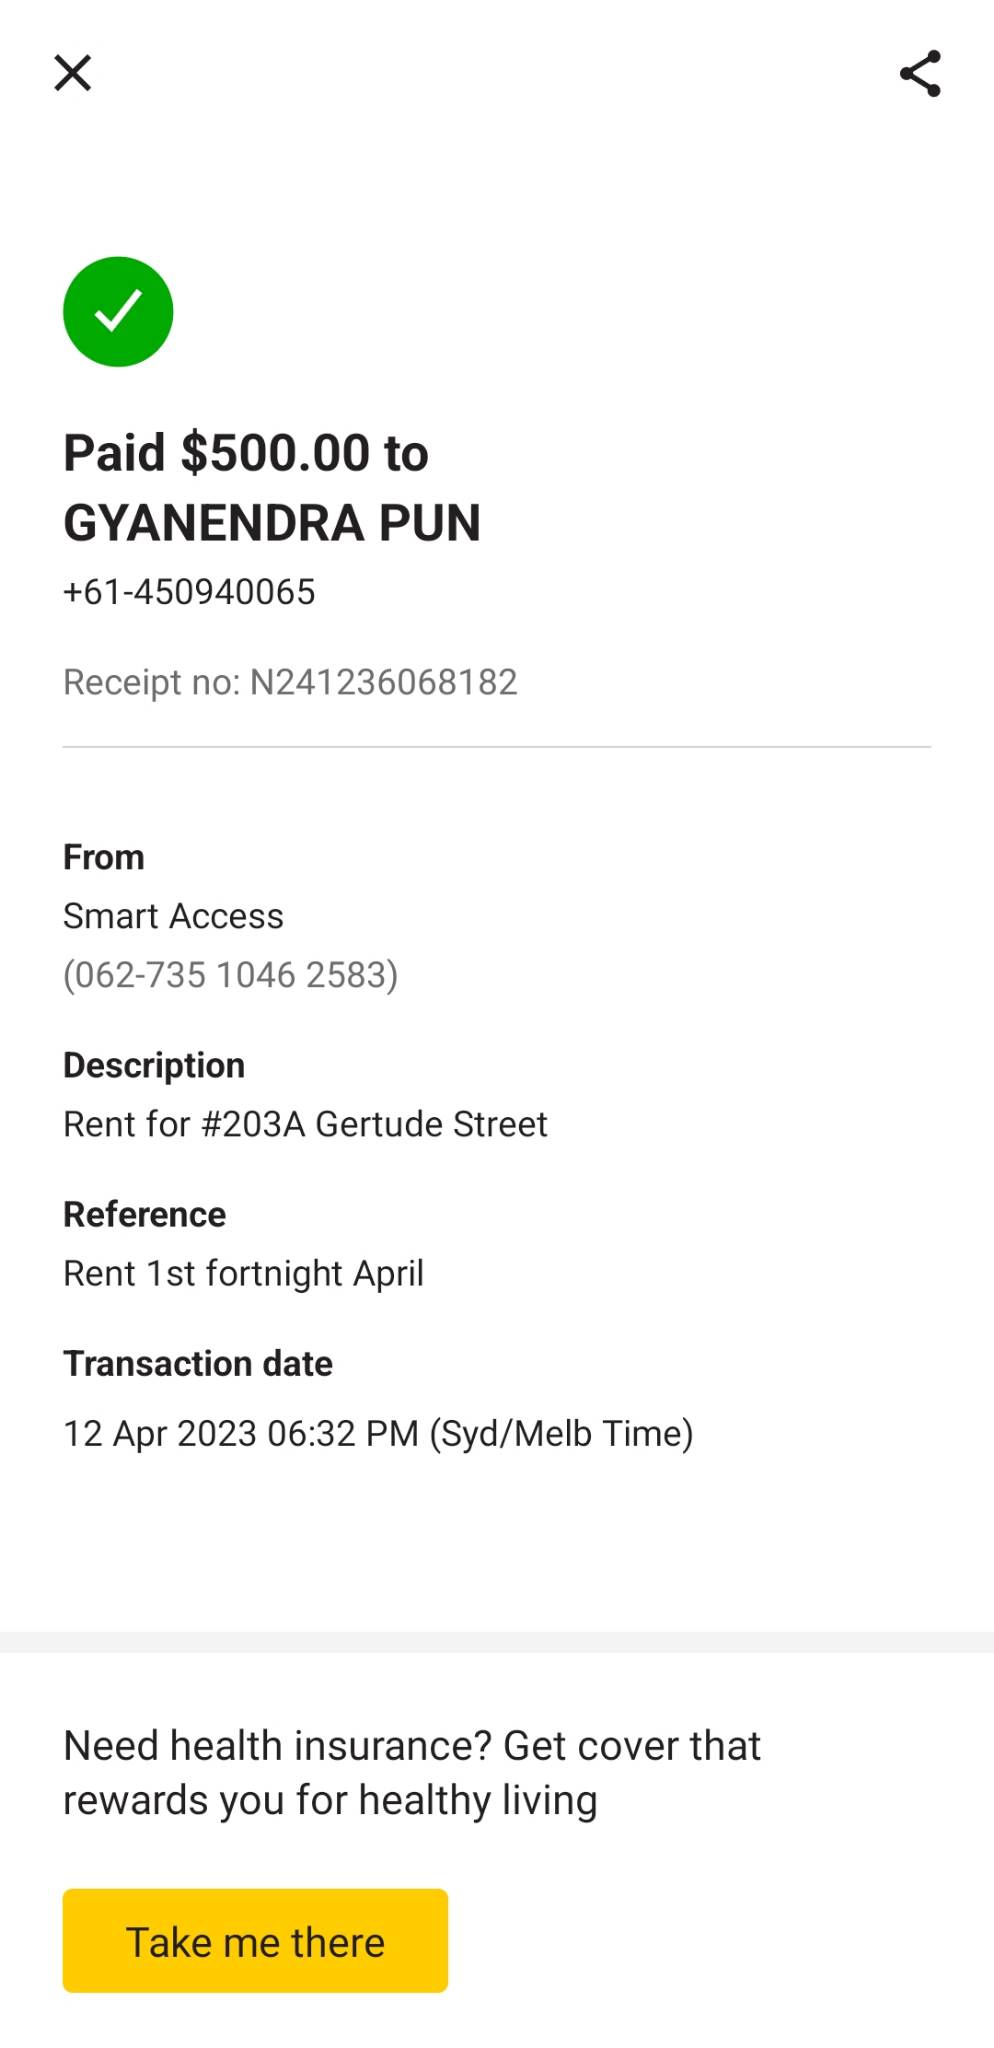 Paid $500.00 to
GYANENDRA PUN
+61-450940065
Receipt no: N241236068182
From
Smart Access
(062-735 1046 2583)
Description
Rent for #203A Gertude Street
Reference
Rent 1st fortnight April
Transaction date
12 Apr 2023 06:32 PM (Syd/Melb Time)
Need health insurance? Get cover that
rewards you for healthy living
Take me there